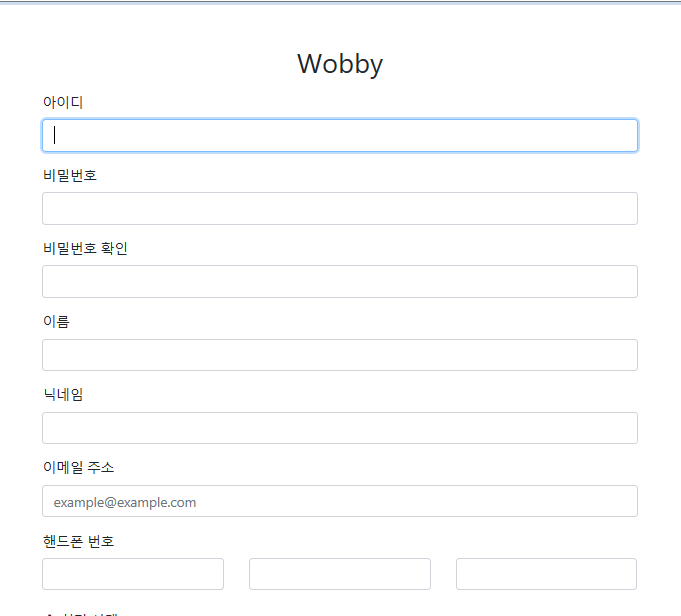 Wobby
아이디
비밀번호
비밀번호 확인
이름
닉네임
이메일 주소
example@example.com
핸드폰 번호